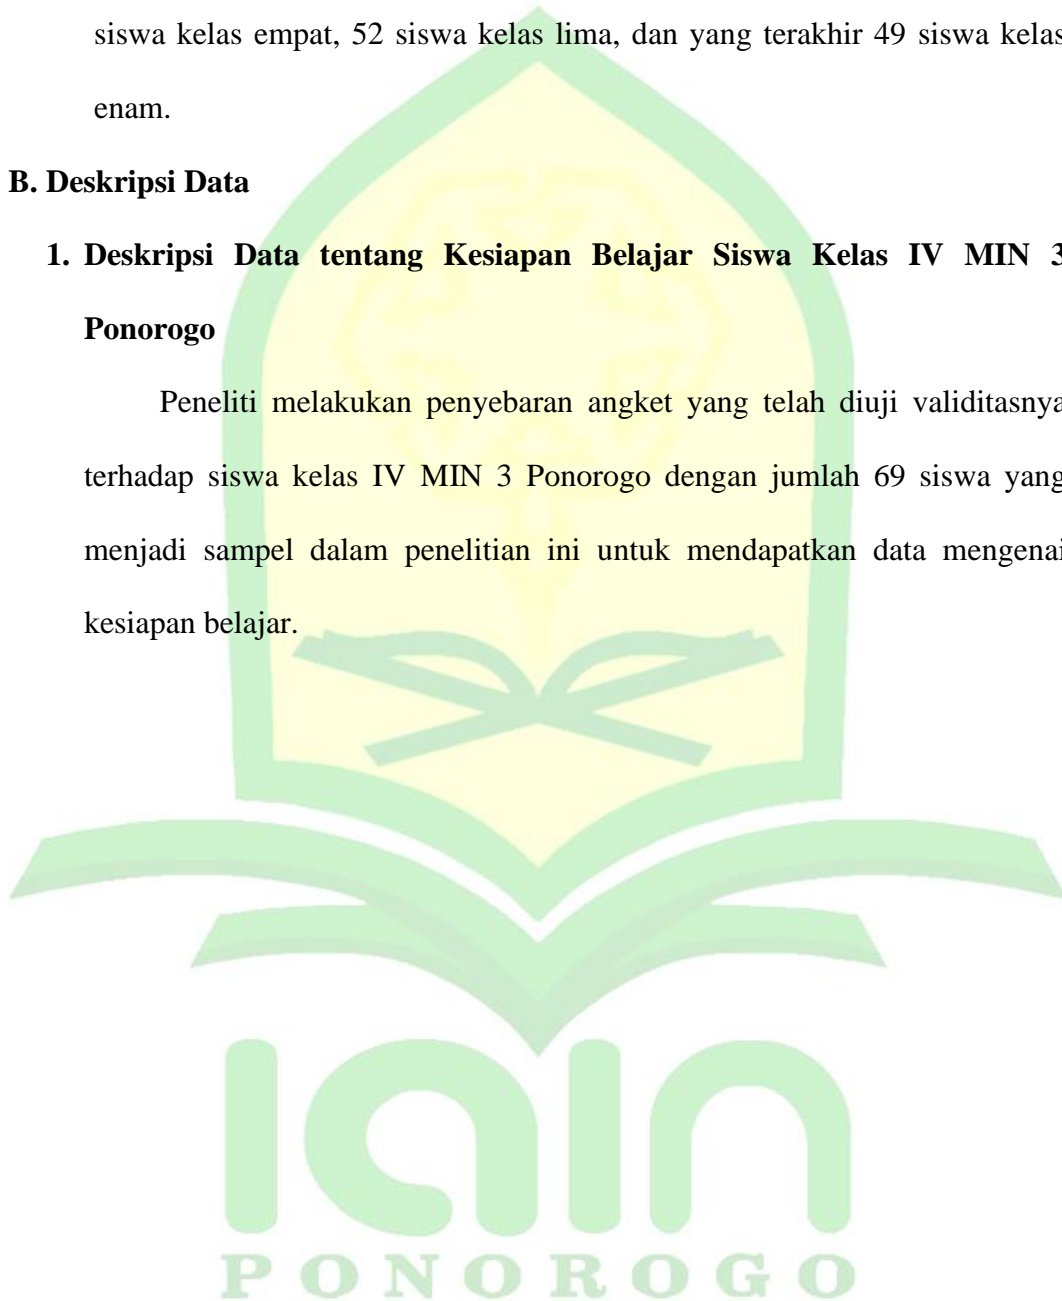 siswa kelas empat, 52 siswa kelas lima, dan yang terakhir 49 siswa kelas
enam.
B. Deskripsi Data
1. Deskripsi Data tentang Kesiapan Belajar Siswa Kelas IV MIN 3
Ponorogo
Peneliti melakukan penyebaran angket yang telah diuji validitasnya
terhadap siswa kelas IV MIN 3 Ponorogo dengan jumlah 69 siswa yang
menjadi sampel dalam penelitian ini untuk mendapatkan data mengenai
kesiapan belajar.
iain
PONOROGO